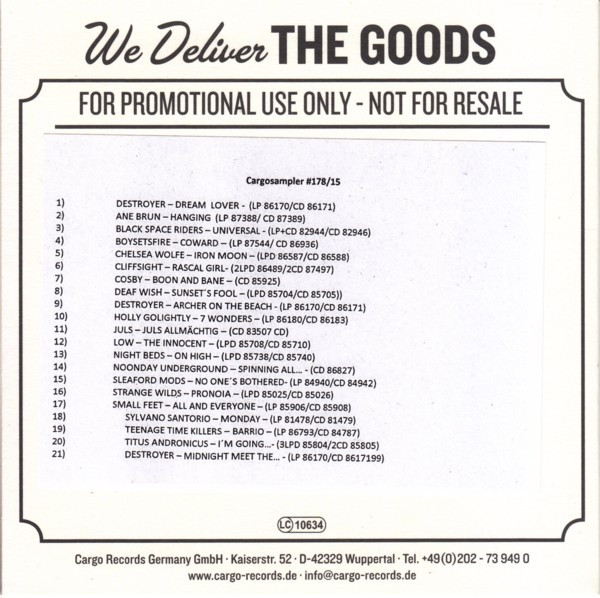 We Deliver THE GOODS
FOR PROMOTIONAL USE ONLY - NOT FOR RESALE
Cargosampler #178/15
1) DESTROYER – DREAM LOVER - (LP 86170/CD 86171)
2) ANE BRUN – HANGING (LP 87388/ CD 87389)
3) BLACK SPACE RIDERS – UNIVERSAL - (LP+CD 82944/CD 82946)
4) BOYSETSFIRE – COWARD – (LP 87544/ CD 86936)
5) CHELSEA WOLFE – IRON MOON – (LPD 86587/CD 86588)
6) CLIFFSIGHT – RASCAL GIRL- (2LPD 86489/2CD 87497)
7) COSBY – BOON AND BANE – (CD 85925)
8) DEAF WISH – SUNSET´S FOOL – (LPD 85704/CD 85705))
9) DESTROYER – ARCHER ON THE BEACH - (LP 86170/CD 86171)
10) HOLLY GOLIGHTLY – 7 WONDERS – (LP 86180/CD 86183)
11) JULS – JULS ALLMÄCHTIG – (CD 83507 CD)
12) LOW – THE INNOCENT – (LPD 85708/CD 85710)
13) NIGHT BEDS – ON HIGH – (LPD 85738/CD 85740)
14) NOONDAY UNDERGROUND – SPINNING ALL... - (CD 86827)
15) SLEAFORD MODS – NO ONE´S BOTHERED- (LP 84940/CD 84942)
16) STRANGE WILDS – PRONOIA – (LPD 85025/CD 85026)
17) SMALL FEET – ALL AND EVERYONE – (LP 85906/CD 85908)
18) SYLVANO SANTORIO – MONDAY – (LP 81478/CD 81479)
19) TEENAGE TIME KILLERS – BARRIO – (LP 86793/CD 84787)
20) TITUS ANDRONICUS – I´M GOING...- (3LPD 85804/2CD 85805)
21) DESTROYER – MIDNIGHT MEET THE... - (LP 86170/CD 8617199)
LC 10634
Cargo Records Germany GmbH · Kaiserstr. 52 · D-42329 Wuppertal · Tel. +49(0)202 - 73 949 0
www.cargo-records.de · info@cargo-records.de